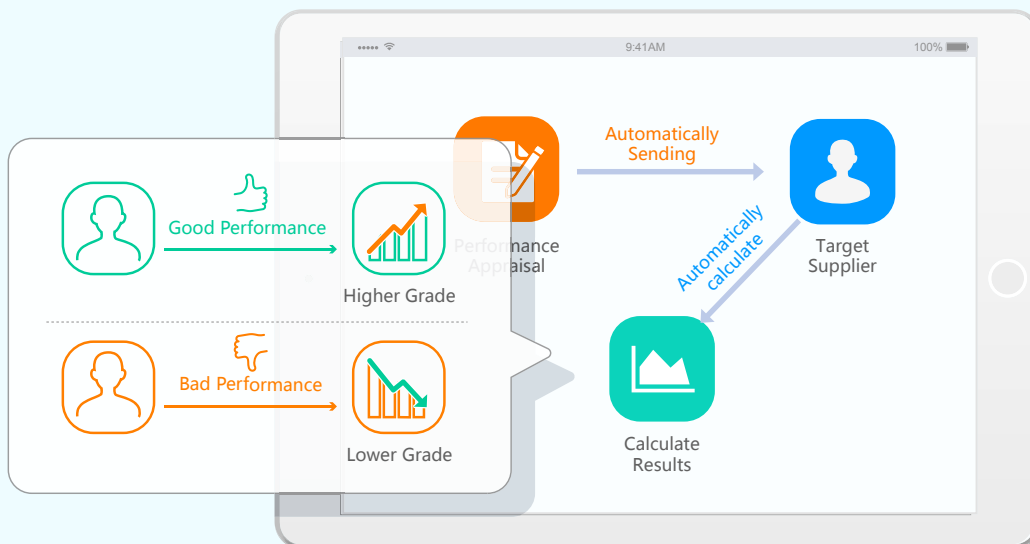 9:41AM
100%
Automatically
Sending
Performance
Appraisal
Target
Supplier
Automatically
calculate
Calculate
Results
Good Performance
Higher Grade
Bad Performance
Lower Grade